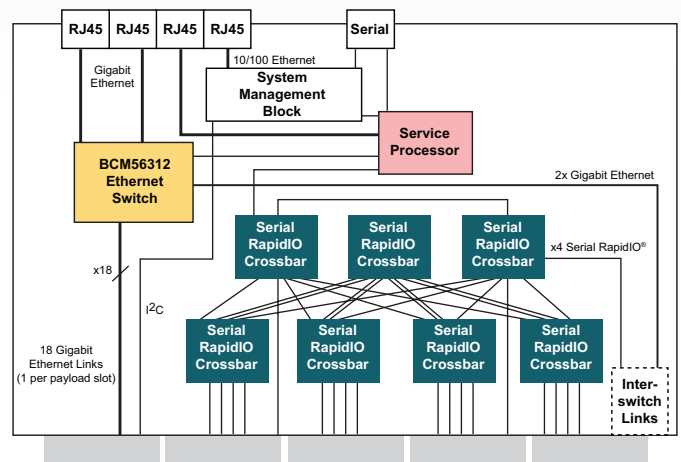 RJ45 RJ45 RJ45 RJ45 Serial
10/100 Ethernet
Gigabit
Ethernet
System
Management
Block
Service
Processor
BCM56312
Ethernet
Switch
2x Gigabit Ethernet
Serial
RapidIO
Crossbar
Serial
RapidIO
Crossbar
Serial
RapidIO
Crossbar
x4 Serial RapidIO®
x18
I2C
18 Gigabit
Ethernet Links
(1 per payload slot)
Serial
RapidIO
Crossbar
Serial
RapidIO
Crossbar
Serial
RapidIO
Crossbar
Serial
RapidIO
Crossbar
Inter-
switch
Links